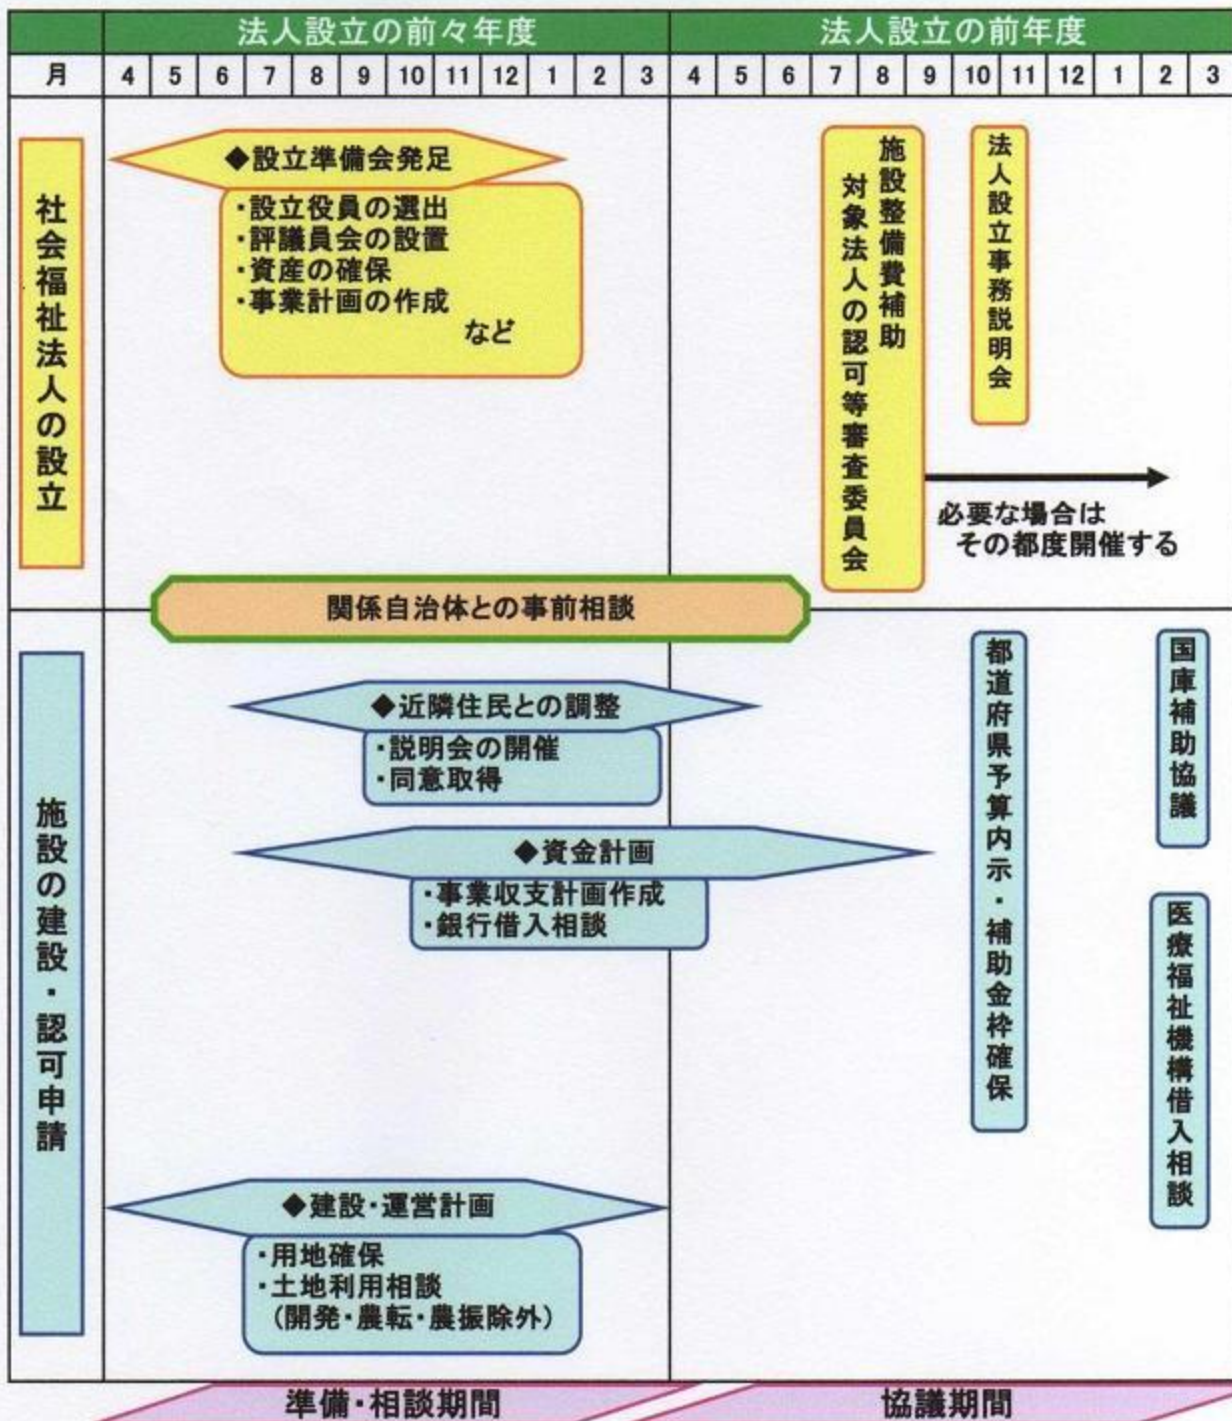 法人設立の前々年度
法人設立の前年度
月 4 5 6 7 8 9 10 11 12 1 2 3 4 5 6 7 8 9 10 11 12 1 2 3
社会福祉法人の設立
◆設立準備会発足
・設立役員の選出
・評議員会の設置
・資産の確保
・事業計画の作成
など
施設整備費補助
対象法人の認可等審査委員会
法人設立事務説明会
必要な場合は
その都度開催する
関係自治体との事前相談
施設の建設・認可申請
◆近隣住民との調整
・説明会の開催
・同意取得
◆資金計画
・事業収支計画作成
・銀行借入相談
都道府県予算内示・補助金枠確保
国庫補助協議
医療福祉機構借入相談
◆建設・運営計画
・用地確保
・土地利用相談
(開発・農転・農振除外)
準備・相談期間
協議期間